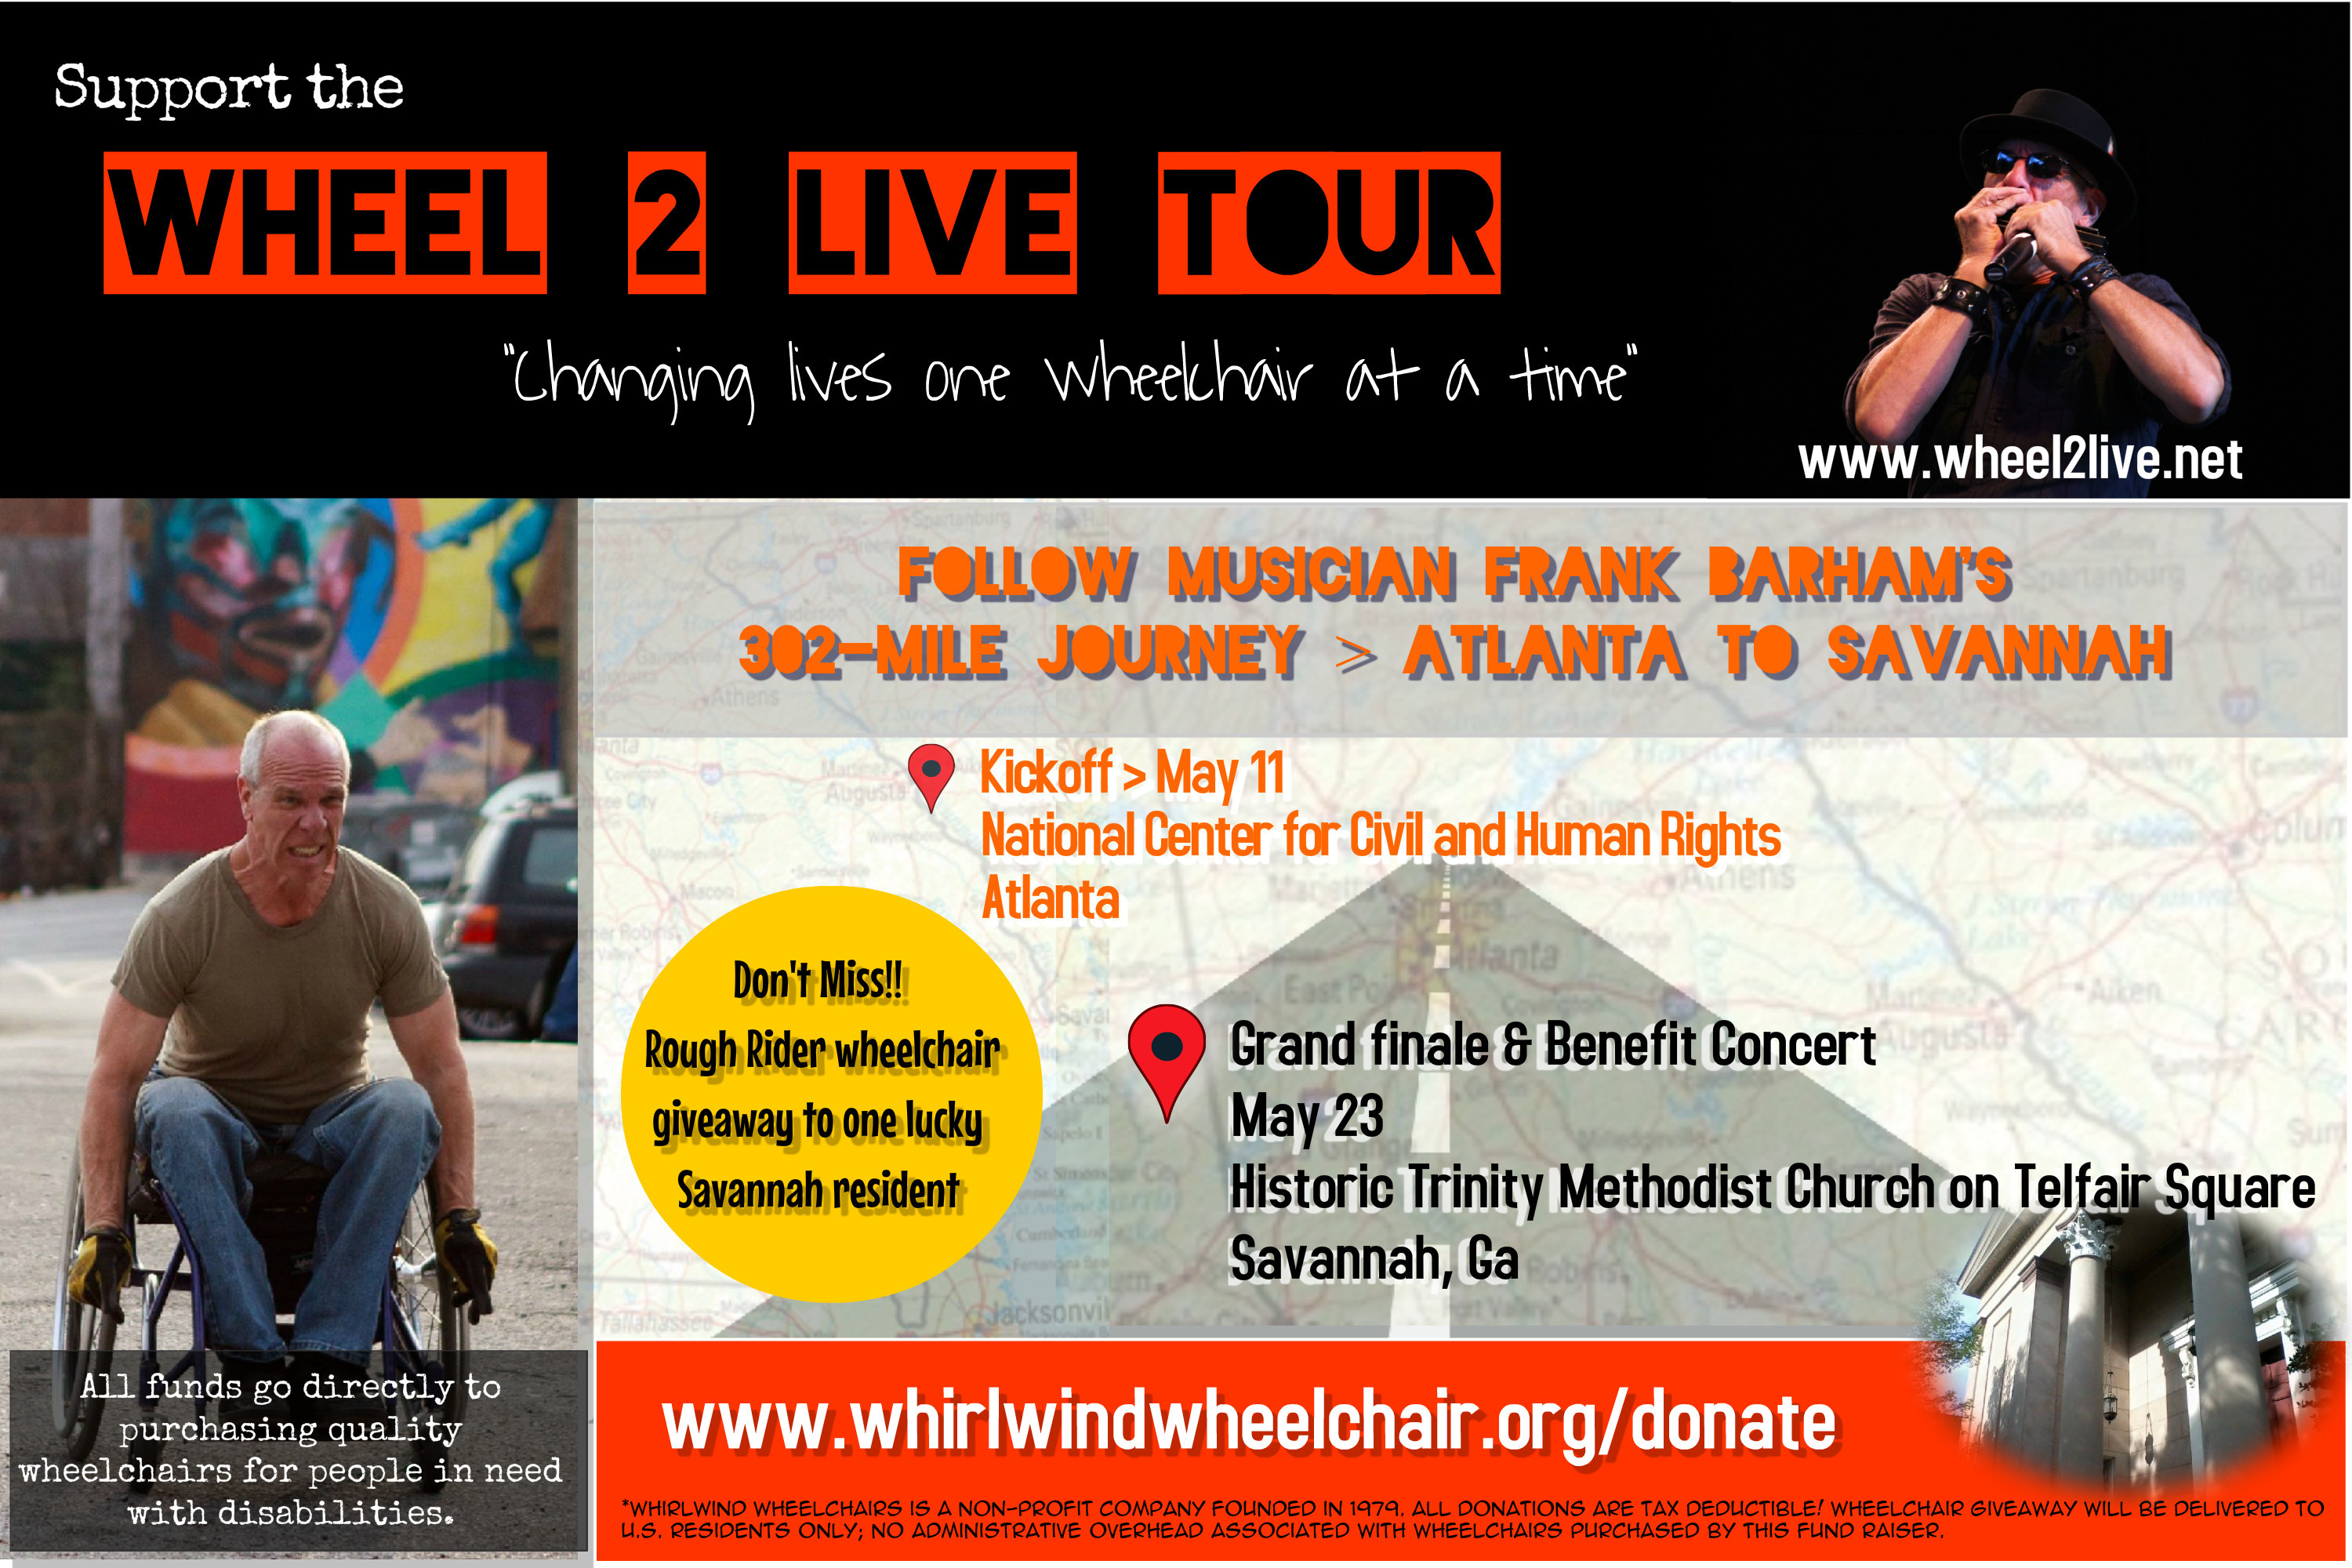 Support the
WHEEL 2 LIVE TOUR
"Changing lives one wheelchair at a time"
www.wheel2live.net
FOLLOW MUSICIAN FRANK BARHAM'S
302-MILE JOURNEY > ATLANTA TO SAVANNAH
Kickoff > May 11
National Center for Civil and Human Rights
Atlanta
Don't Miss!!
Rough Rider wheelchair
giveaway to one lucky
Savannah resident
Grand finale & Benefit Concert
May 23
Historic Trinity Methodist Church on Telfair Square
Savannah, Ga
All funds go directly to
purchasing quality
wheelchairs for people in need
with disabilities.
www.whirlwindwheelchair.org/donate
*WHIRLWIND WHEELCHAIRS IS A NON-PROFIT COMPANY FOUNDED IN 1979. ALL DONATIONS ARE TAX DEDUCTIBLE! WHEELCHAIR GIVEAWAY WILL BE DELIVERED TO
U.S. RESIDENTS ONLY; NO ADMINISTRATIVE OVERHEAD ASSOCIATED WITH WHEELCHAIRS PURCHASED BY THIS FUND RAISER.